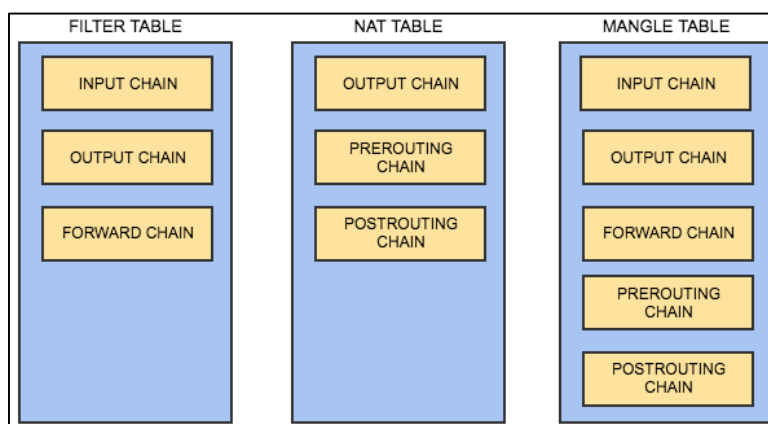 FILTER TABLE
INPUT CHAIN
OUTPUT CHAIN
FORWARD CHAIN
NAT TABLE
OUTPUT CHAIN
PREROUTING
CHAIN
POSTROUTING
CHAIN
MANGLE TABLE
INPUT CHAIN
OUTPUT CHAIN
FORWARD CHAIN
PREROUTING
CHAIN
POSTROUTING
CHAIN